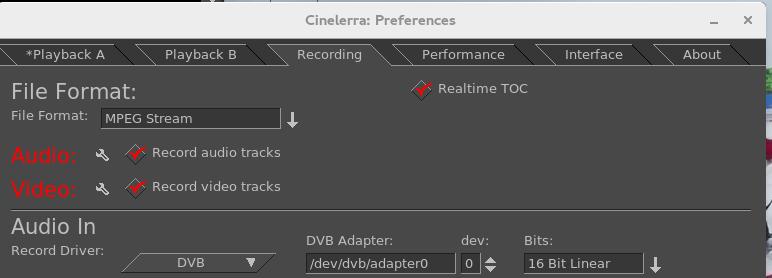 Cinelerra: Preferences
*Playback A Playback B Recording Performance Interface About
File Format:
Realtime TOC
File Format: MPEG Stream
Audio: Record audio tracks
Video: Record video tracks
Audio In
DVB Adapter: dev: Bits:
Record Driver: DVB
/dev/dvb/adapter0 0 16 Bit Linear